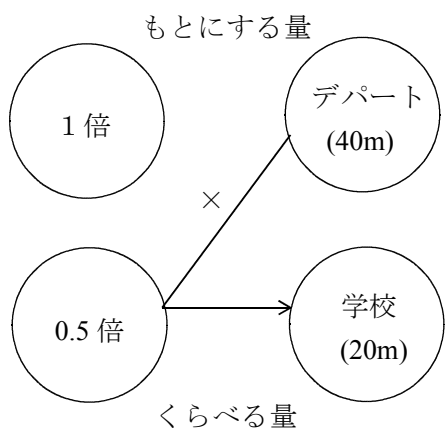 もとにする量
1倍
デパート
(40m)
×
0.5倍
学校
(20m)
くらべる量